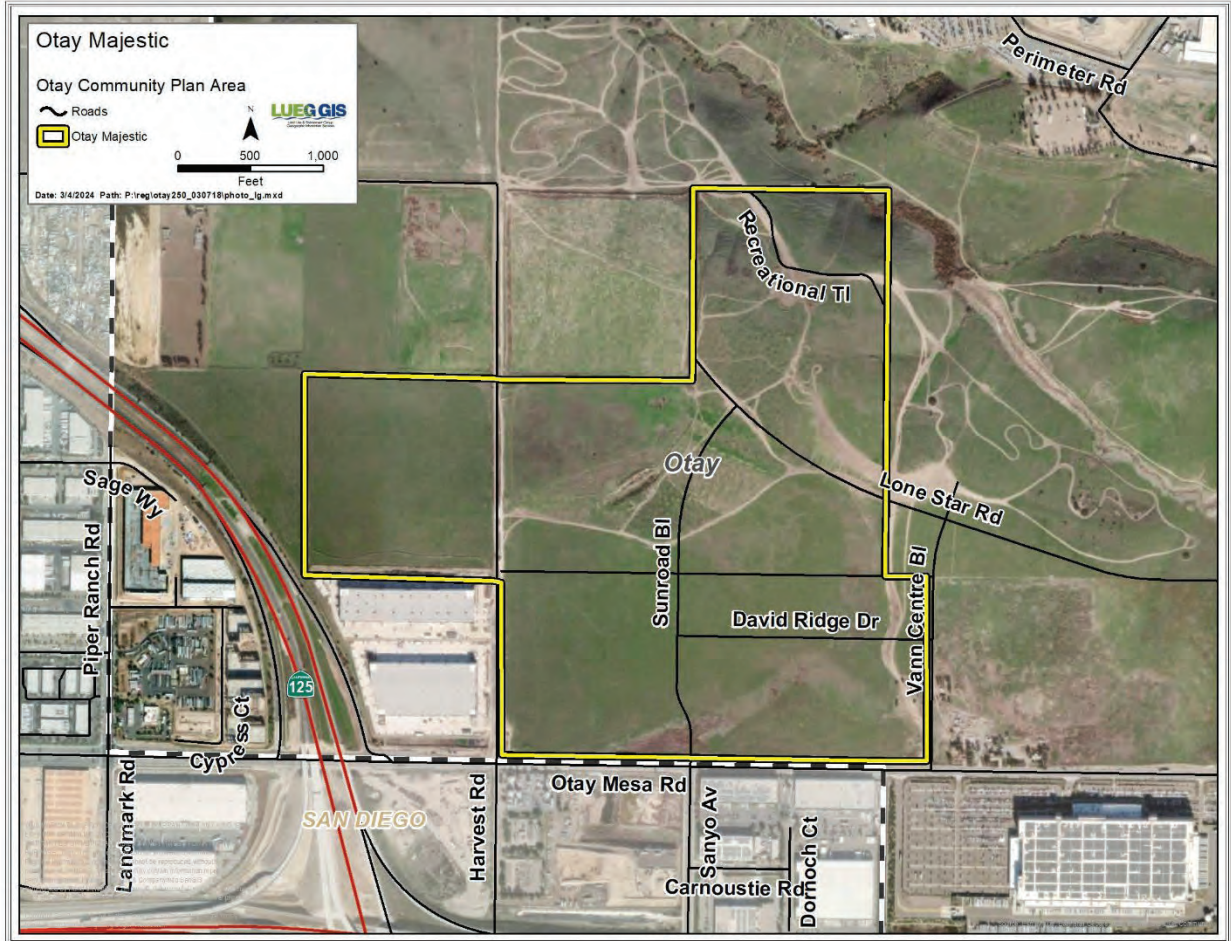 Otay Majestic
Otay Community Plan Area
Roads
Otay Majestic
N
LUEG GIS
0 500 1,000
Feet
Date: 3/4/2024 Path: P:\reg\otay250_030718\photo_lg.mxd
Perimeter Rd
Recreational Tl
Otay
Lone Star Rd
Sage Wy
Piper Ranch Rd
Sunroad Bl
David Ridge Dr
Vann Centre Bl
125
Cypress Ct
Otay Mesa Rd
Landmark Rd
SAN DIEGO
Harvest Rd
Sanyo Av
Carnoustie Rd
Dornoch Ct